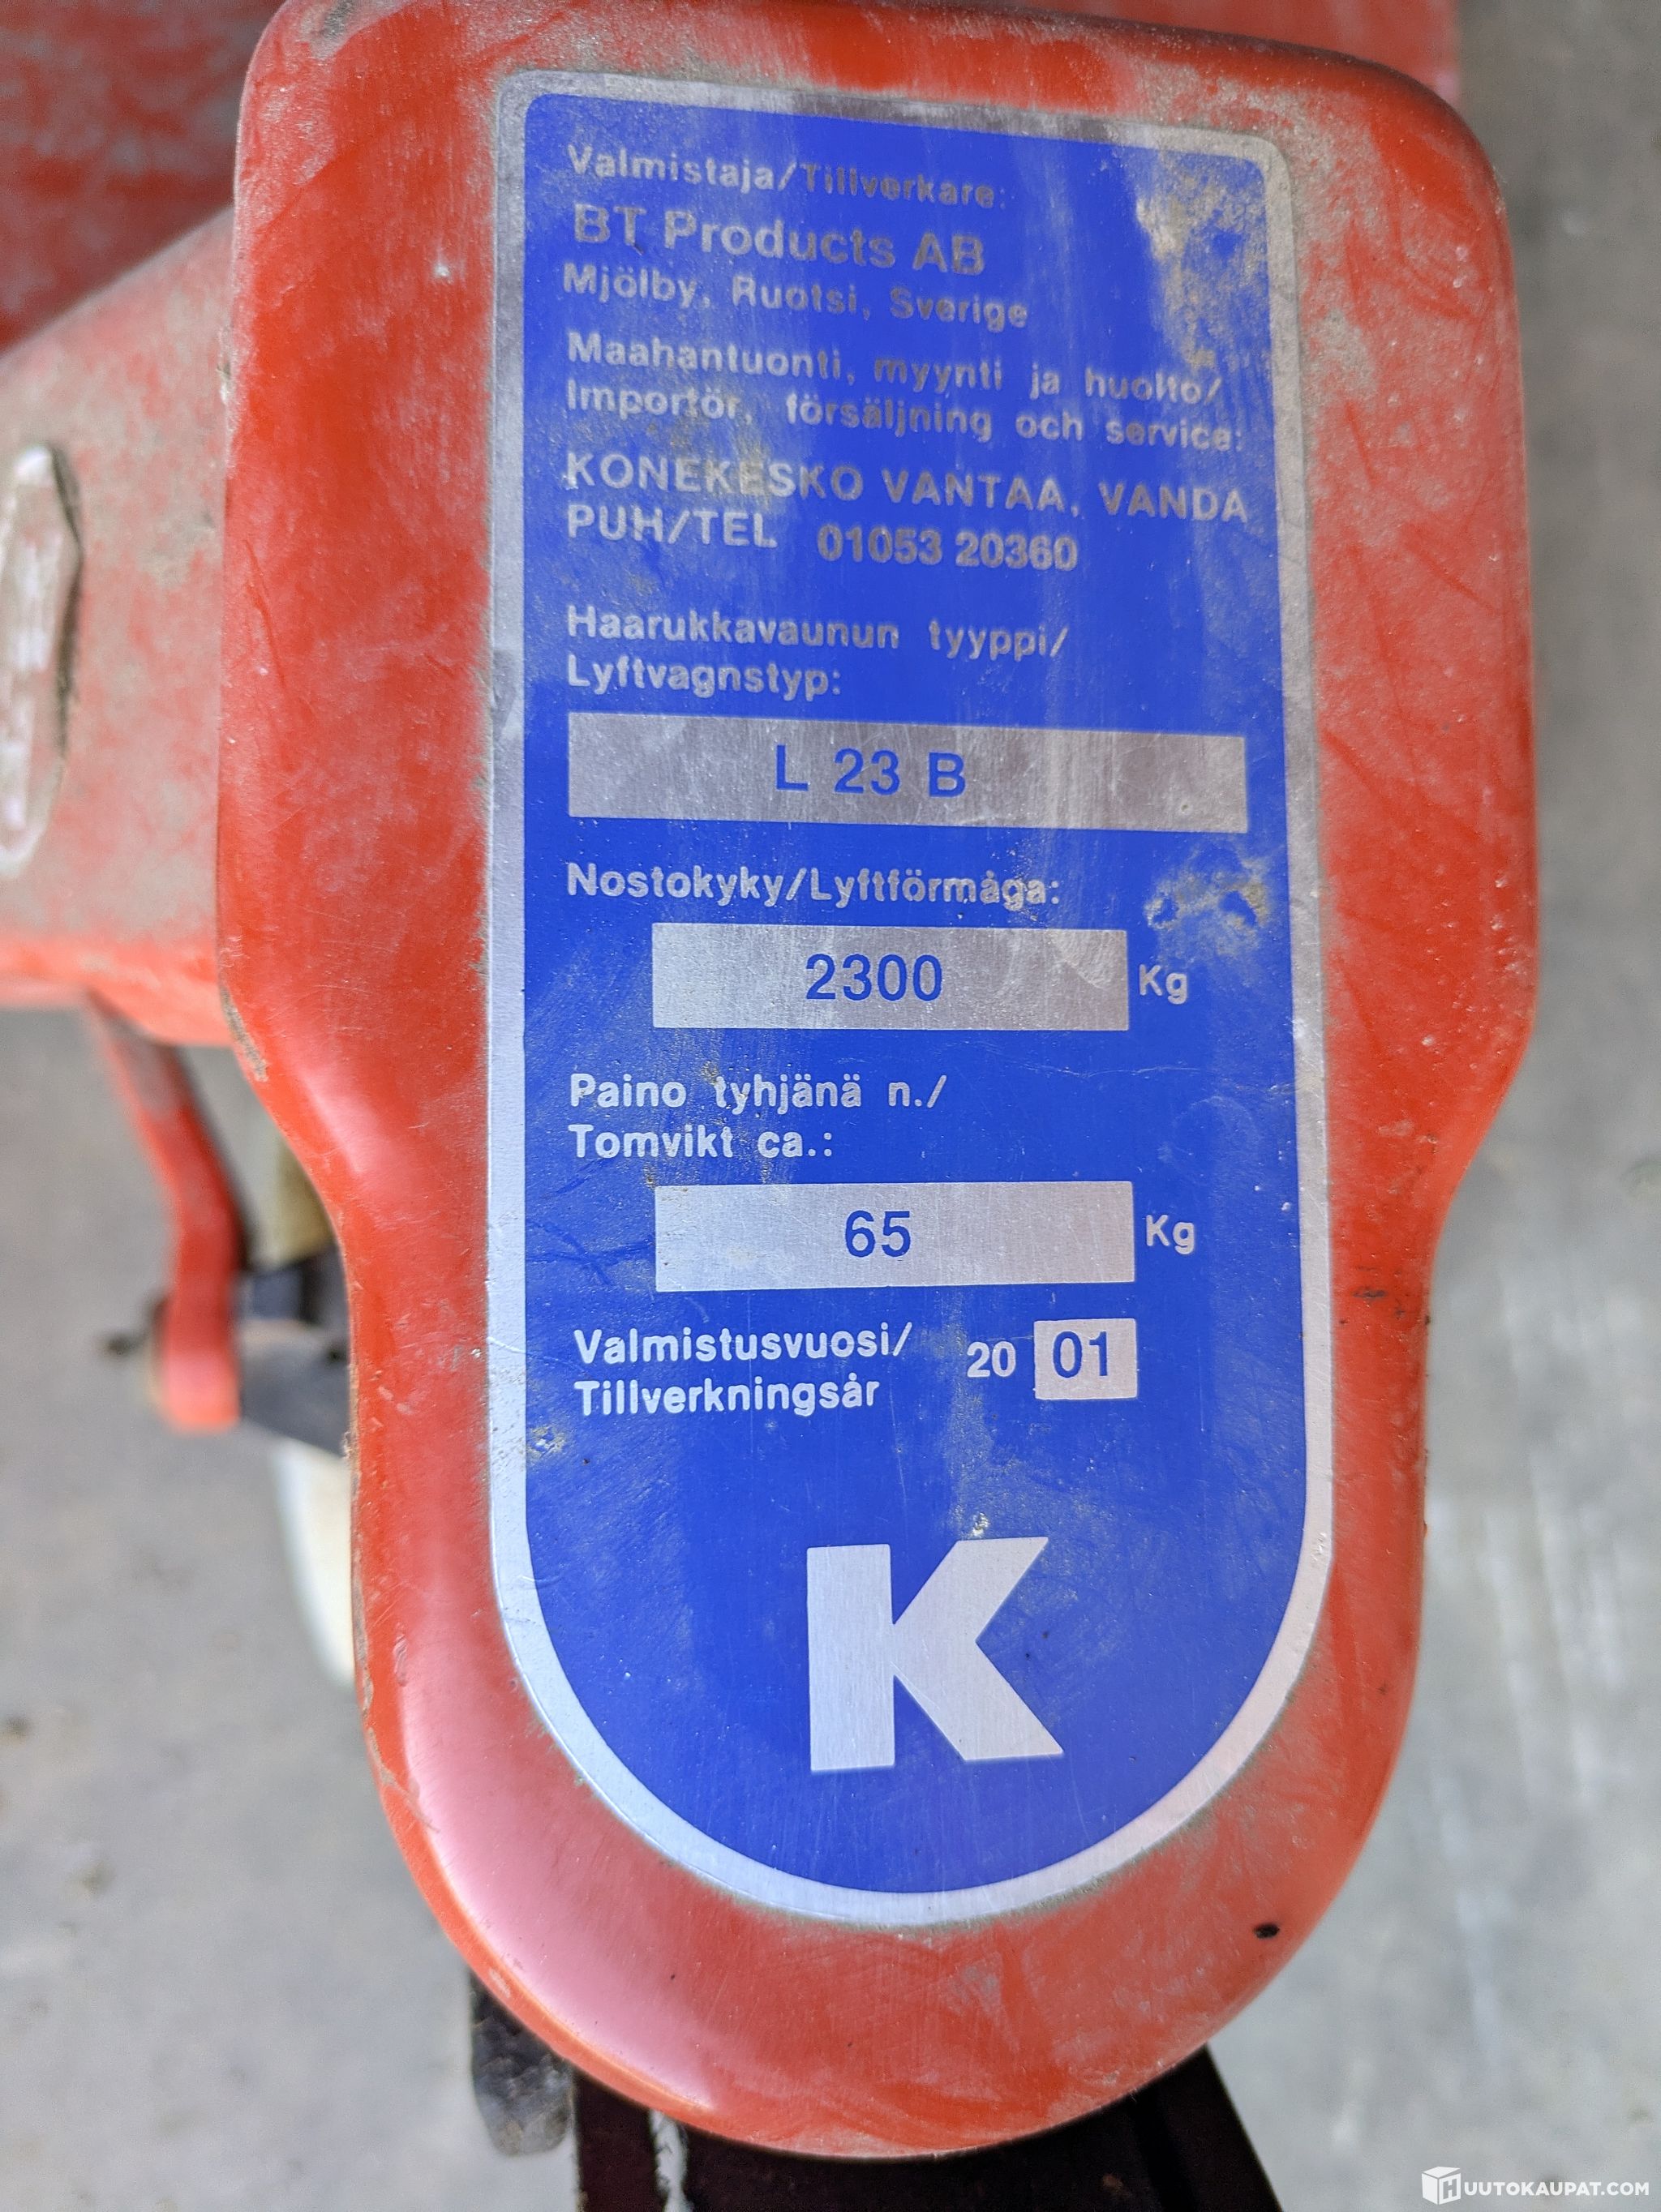 Valmistaja/Tillverkare:
BT Products AB
Mjölby, Ruotsi, Sverige
Maahantuonti, myynti ja huolto/
Importör, försäljning och service:
KONEKESKO VANTAA, VANDA
PUH/TEL 01053 20360
Haarukkavaunun tyyppi/
Lyftvagnstyp:
L 23 B
Nostokyky/Lyftförmåga:
2300 Kg
Paino tyhjänä n./
Tomvikt ca.:
65 Kg
Valmistusvuosi/
Tillverkningsår
20 01
K
HUUTOKAUPAT.COM